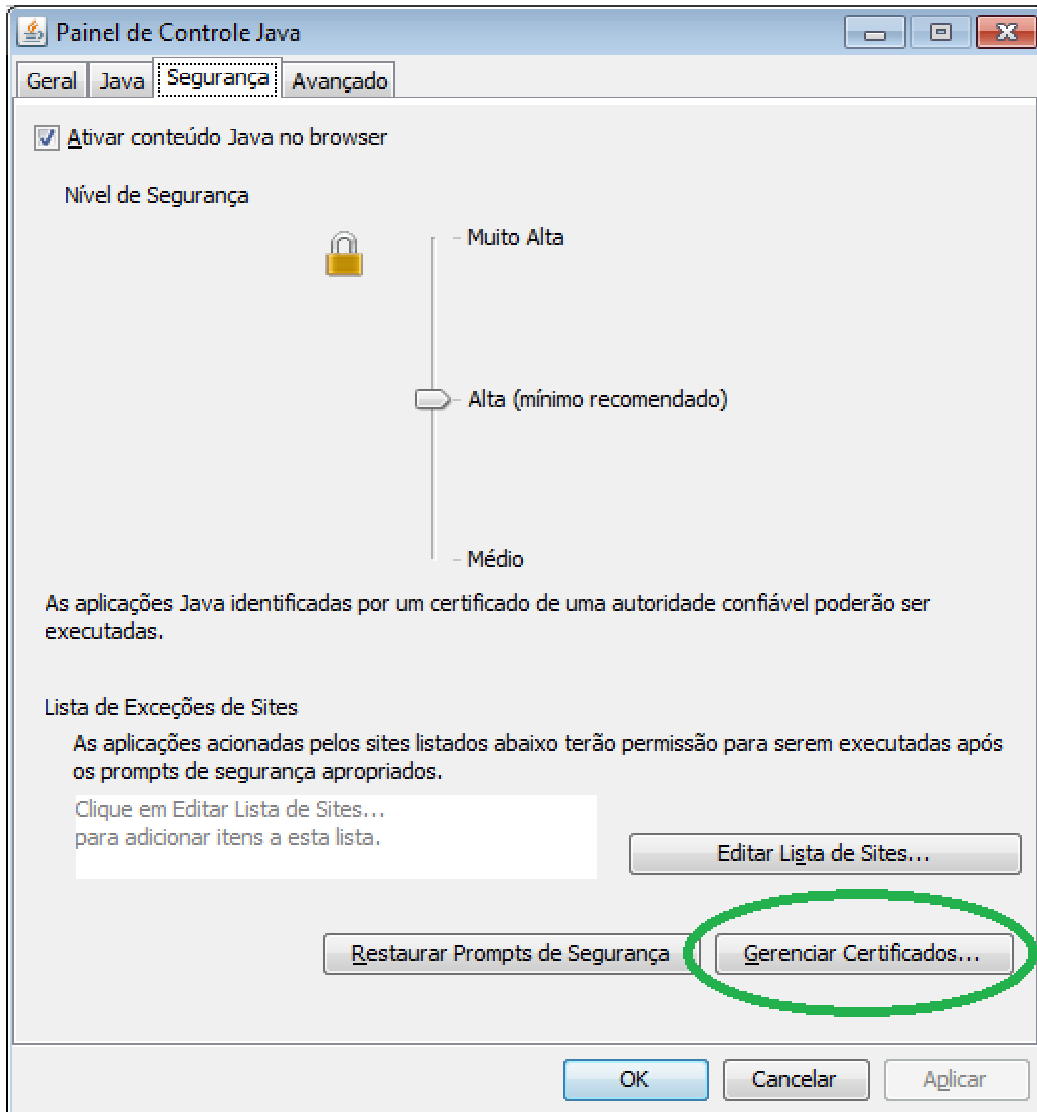 Painel de Controle Java
Geral Java Segurança Avançado
Ativar conteúdo Java no browser
Nível de Segurança
Muito Alta
Alta (mínimo recomendado)
Médio
As aplicações Java identificadas por um certificado de uma autoridade confiável poderão ser
executadas.
Lista de Exceções de Sites
As aplicações acionadas pelos sites listados abaixo terão permissão para serem executadas após
os prompts de segurança apropriados.
Clique em Editar Lista de Sites...
para adicionar itens a esta lista.
Editar Lista de Sites...
Restaurar Prompts de Segurança Gerenciar Certificados...
OK Cancelar Aplicar